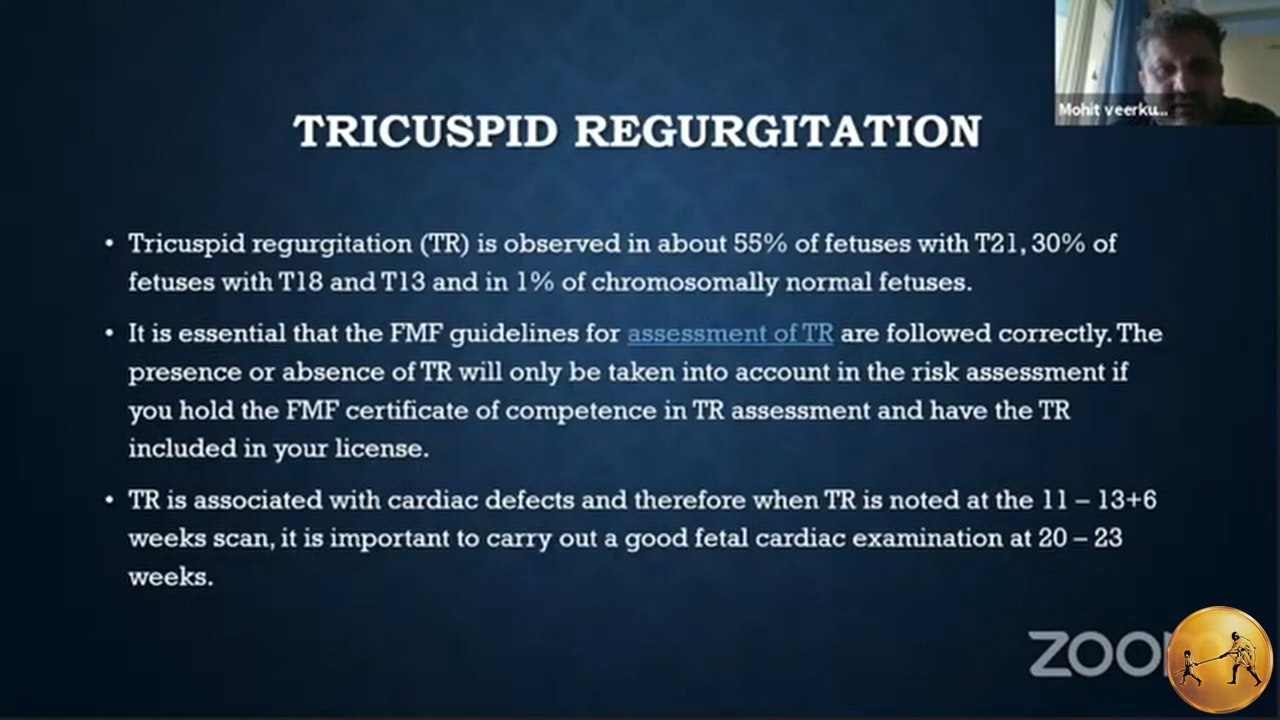 Mohit veerku...
TRICUSPID REGURGITATION
• Tricuspid regurgitation (TR) is observed in about 55% of fetuses with T21, 30% of
fetuses with T18 and T13 and in 1% of chromosomally normal fetuses.
• It is essential that the FMF guidelines for assessment of TR are followed correctly. The
presence or absence of TR will only be taken into account in the risk assessment if
you hold the FMF certificate of competence in TR assessment and have the TR
included in your license.
• TR is associated with cardiac defects and therefore when TR is noted at the 11 – 13+6
weeks scan, it is important to carry out a good fetal cardiac examination at 20 – 23
weeks.
zoom